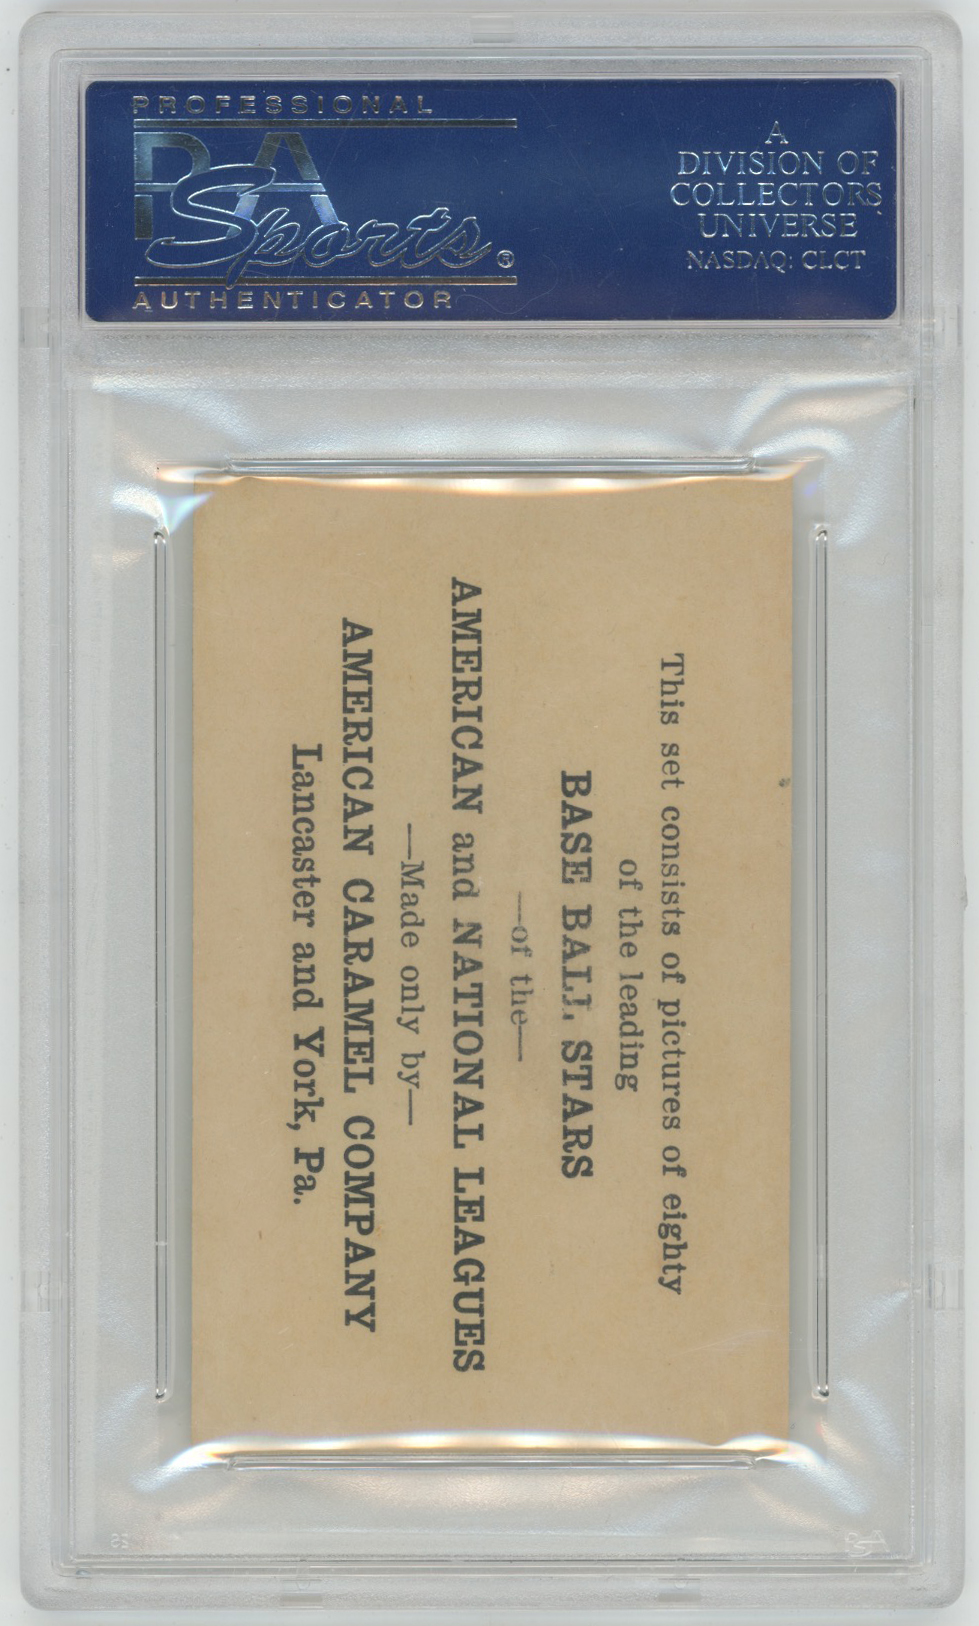 PROFESSIONAL
PSA
Sports®
AUTHENTICATOR
A
DIVISION OF
COLLECTORS
UNIVERSE
NASDAQ: CLCT
This set consists of pictures of eighty
of the leading
BASE BALL STARS
—of the—
AMERICAN and NATIONAL LEAGUES
—Made only by—
AMERICAN CARAMEL COMPANY
Lancaster and York, Pa.